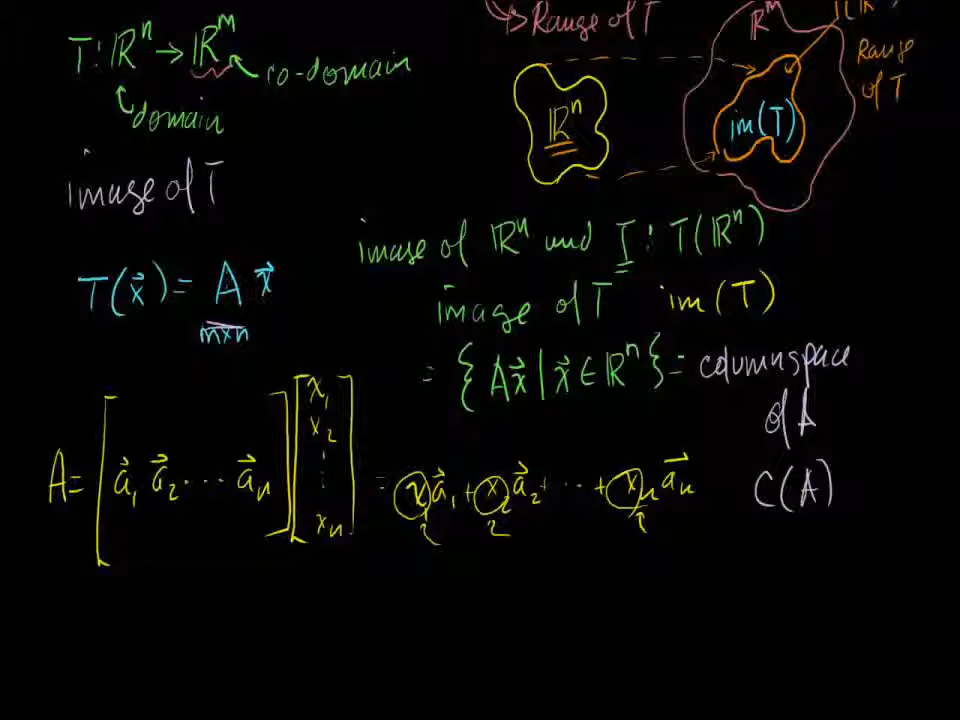 T: ℝⁿ → ℝᵐ
co-domain
domain
image of T
T(x⃗) = A x⃗
m×n
Range of T
ℝᵐ
ℝⁿ
im(T)
Range
of T
image of ℝⁿ und I : T(ℝⁿ)
image of T im(T)
= {Ax⃗ | x⃗ ∈ ℝⁿ} = columnspace
of A
C(A)
A = [a⃗₁ a⃗₂ ··· a⃗ₙ] [x₁ x₂ ⋮ xₙ] = x₁a⃗₁ + x₂a⃗₂ + ··· + xₙa⃗ₙ